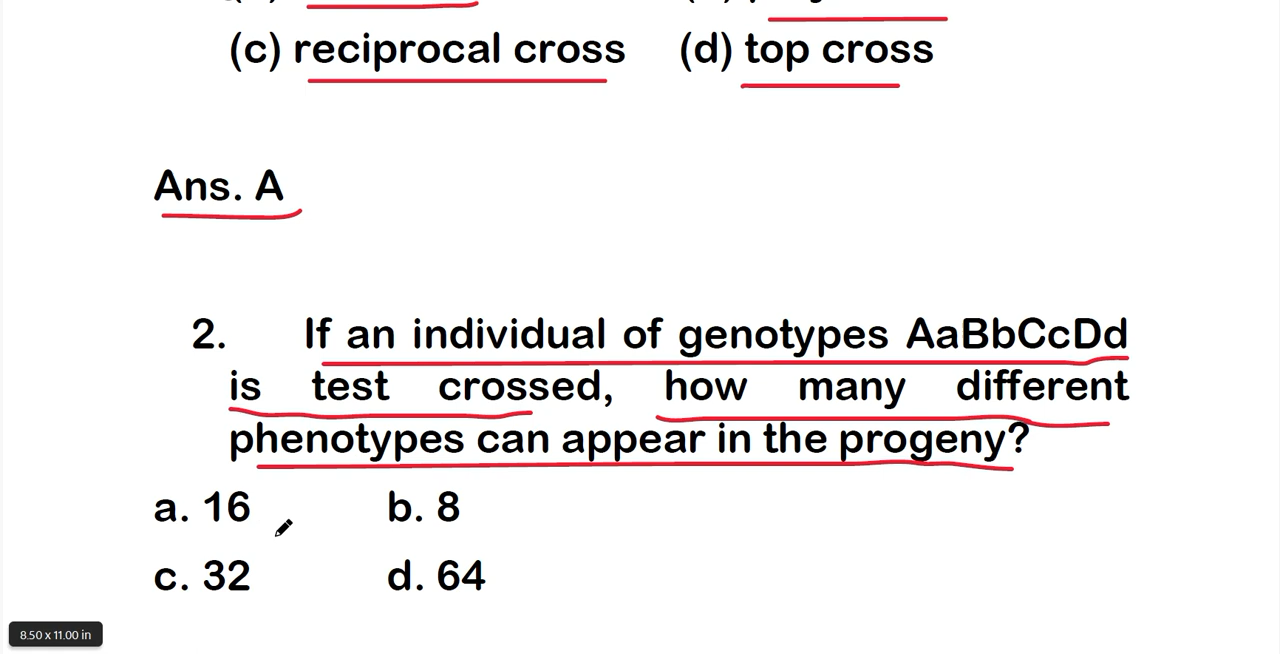 (c) reciprocal cross (d) top cross
Ans. A
2. If an individual of genotypes AaBbCcDd
is test crossed, how many different
phenotypes can appear in the progeny?
a. 16 b. 8
c. 32 d. 64
8.50 x 11.00 in